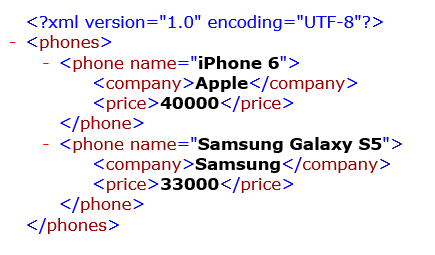 <?xml version="1.0" encoding="UTF-8"?>
- <phones>
- <phone name="iPhone 6">
<company>Apple</company>
<price>40000</price>
</phone>
- <phone name="Samsung Galaxy S5">
<company>Samsung</company>
<price>33000</price>
</phone>
</phones>